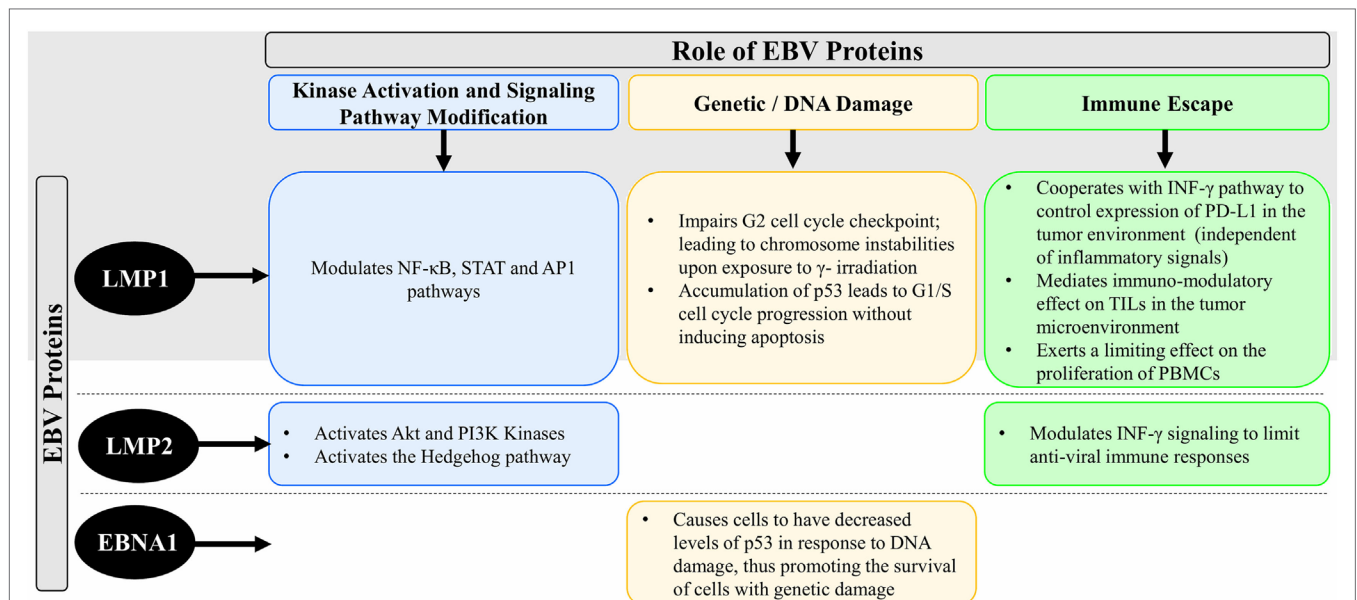 Role of EBV Proteins
Kinase Activation and Signaling
Pathway Modification
Genetic / DNA Damage
Immune Escape
EBV Proteins
LMP1
Modulates NF-κB, STAT and AP1
pathways
• Impairs G2 cell cycle checkpoint;
leading to chromosome instabilities
upon exposure to γ- irradiation
• Accumulation of p53 leads to G1/S
cell cycle progression without
inducing apoptosis
• Cooperates with INF-γ pathway to
control expression of PD-L1 in the
tumor environment (independent
of inflammatory signals)
• Mediates immuno-modulatory
effect on TILs in the tumor
microenvironment
• Exerts a limiting effect on the
proliferation of PBMCs
LMP2
• Activates Akt and PI3K Kinases
• Activates the Hedgehog pathway
• Modulates INF-γ signaling to limit
anti-viral immune responses
EBNA1
• Causes cells to have decreased
levels of p53 in response to DNA
damage, thus promoting the survival
of cells with genetic damage